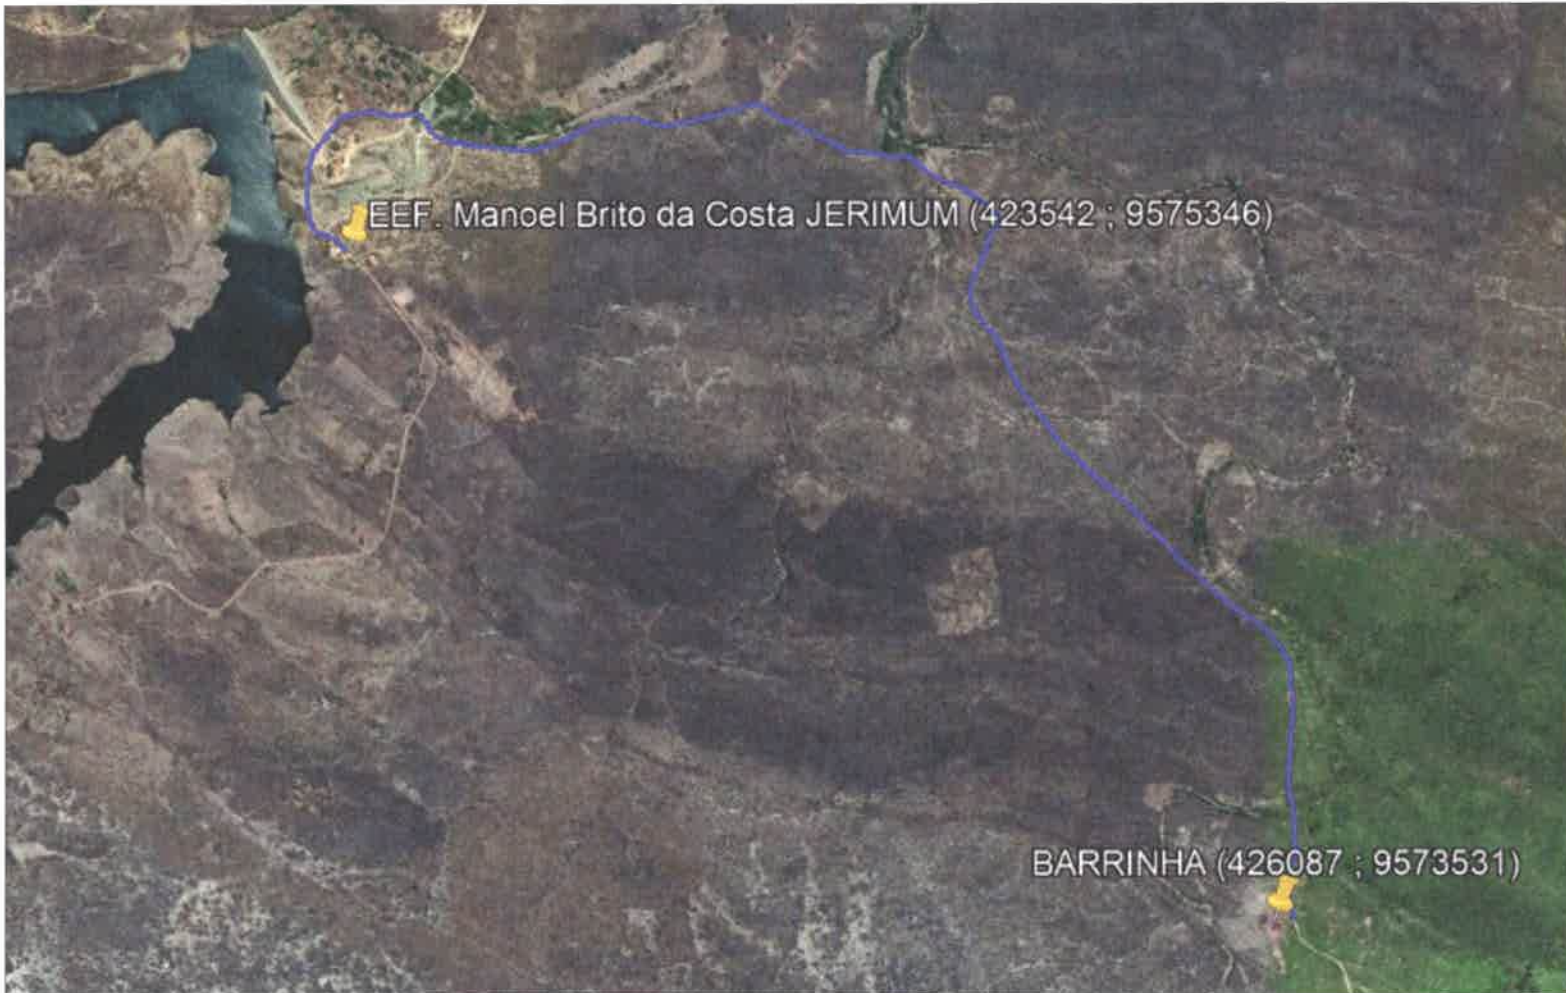 EEF. Manoel Brito da Costa JERIMUM (423542 ; 9575346)
BARRINHA (426087 ; 9573531)